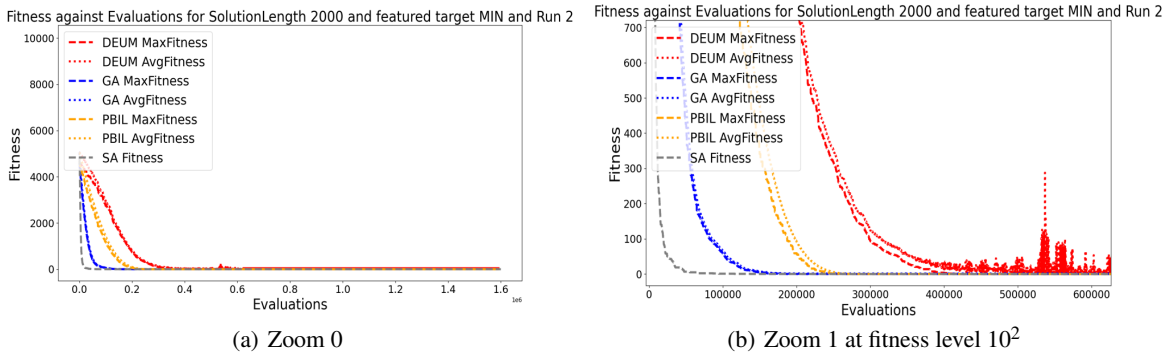 Fitness against Evaluations for SolutionLength 2000 and featured target MIN and Run 2
10000
8000
6000
4000
2000
0
Fitness
DEUM MaxFitness
DEUM AvgFitness
GA MaxFitness
GA AvgFitness
PBIL MaxFitness
PBIL AvgFitness
SA Fitness
0.0 0.2 0.4 0.6 0.8 1.0 1.2 1.4 1.6
1e6
Evaluations
(a) Zoom 0
Fitness against Evaluations for SolutionLength 2000 and featured target MIN and Run 2
700
600
500
400
300
200
100
0
Fitness
DEUM MaxFitness
DEUM AvgFitness
GA MaxFitness
GA AvgFitness
PBIL MaxFitness
PBIL AvgFitness
SA Fitness
0 100000 200000 300000 400000 500000 600000
Evaluations
(b) Zoom 1 at fitness level 10²